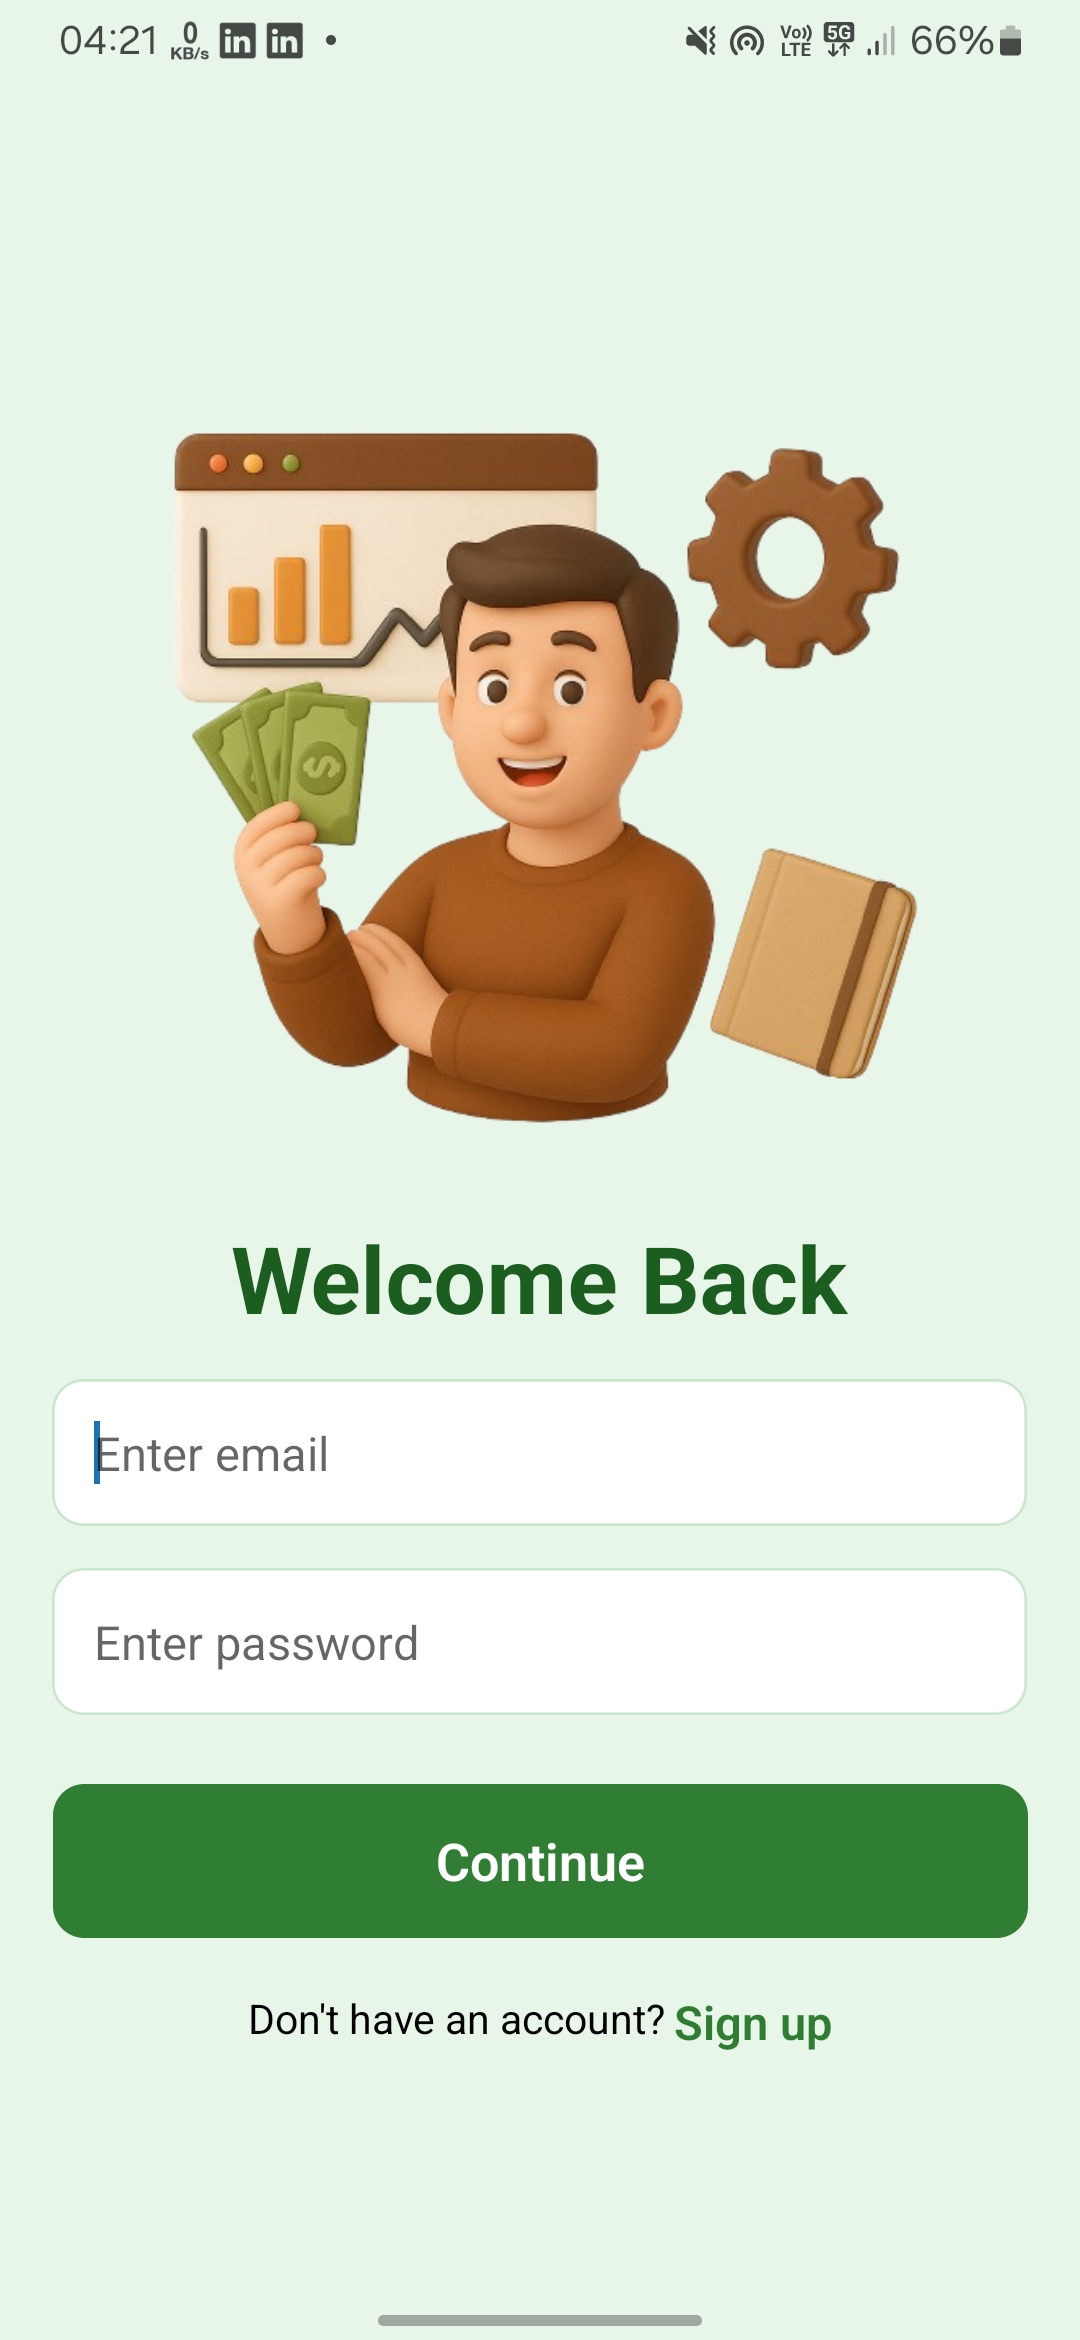 04:21 0 KB/s in in • Vo)) LTE 5G 66%
$
Welcome Back
Enter email
Enter password
Continue
Don't have an account? Sign up